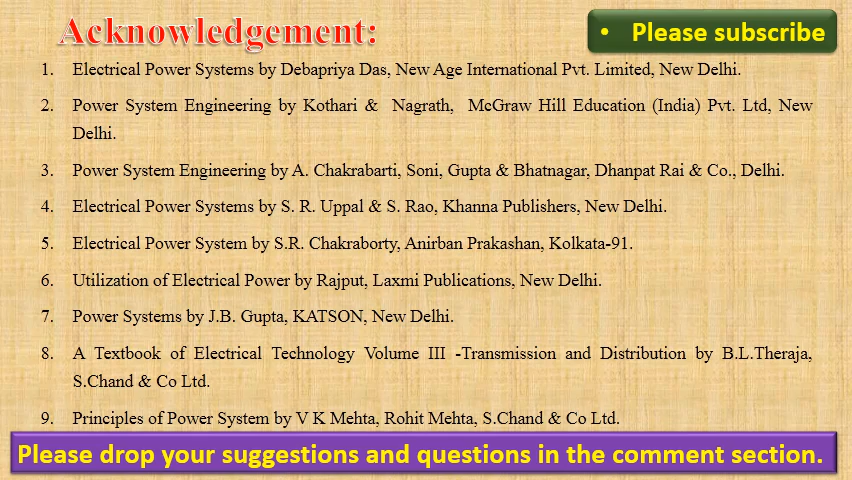 Acknowledgement:
• Please subscribe
1. Electrical Power Systems by Debapriya Das, New Age International Pvt. Limited, New Delhi.
2. Power System Engineering by Kothari & Nagrath, McGraw Hill Education (India) Pvt. Ltd, New
Delhi.
3. Power System Engineering by A. Chakrabarti, Soni, Gupta & Bhatnagar, Dhanpat Rai & Co., Delhi.
4. Electrical Power Systems by S. R. Uppal & S. Rao, Khanna Publishers, New Delhi.
5. Electrical Power System by S.R. Chakraborty, Anirban Prakashan, Kolkata-91.
6. Utilization of Electrical Power by Rajput, Laxmi Publications, New Delhi.
7. Power Systems by J.B. Gupta, KATSON, New Delhi.
8. A Textbook of Electrical Technology Volume III -Transmission and Distribution by B.L.Theraja,
S.Chand & Co Ltd.
9. Principles of Power System by V K Mehta, Rohit Mehta, S.Chand & Co Ltd.
Please drop your suggestions and questions in the comment section.